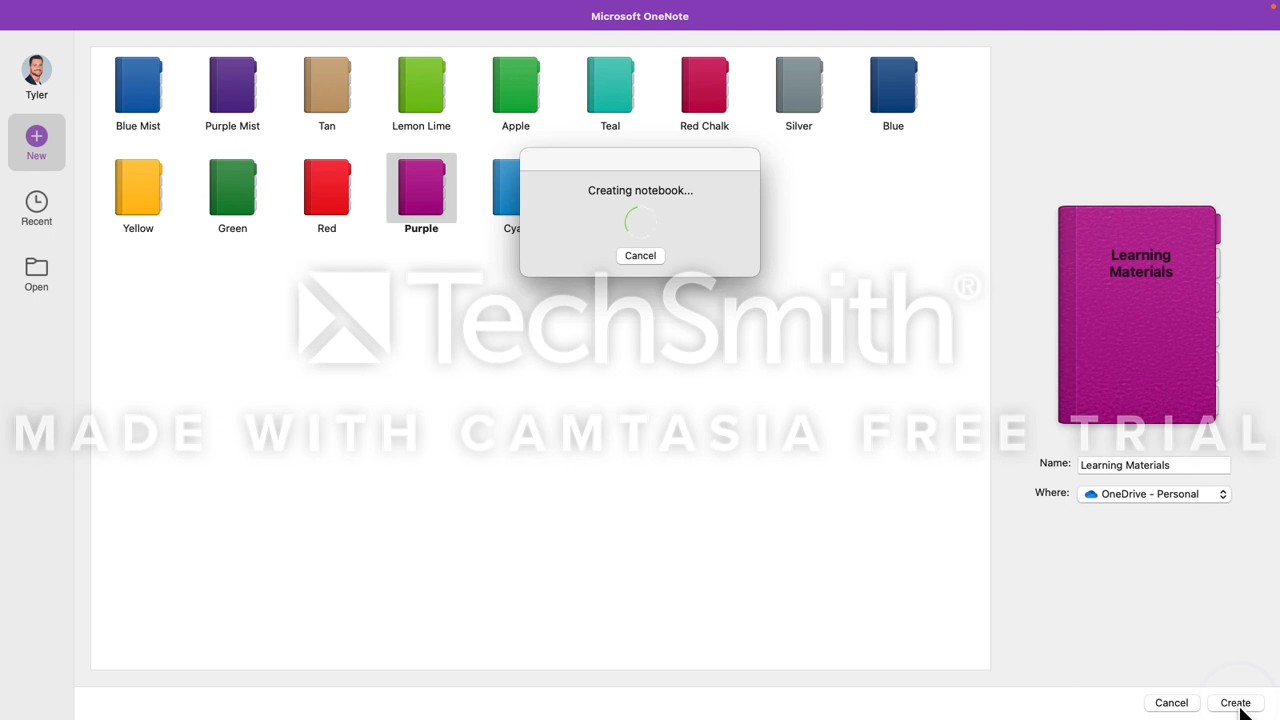 Microsoft OneNote
Tyler
New
Recent
Open
Blue Mist
Purple Mist
Tan
Lemon Lime
Apple
Teal
Red Chalk
Silver
Blue
Yellow
Green
Red
Purple
Cya
Creating notebook...
Cancel
TechSmith®
MADE WITH CAMTASIA FREE TRIAL
Learning
Materials
Name: Learning Materials
Where: OneDrive - Personal
Cancel
Create